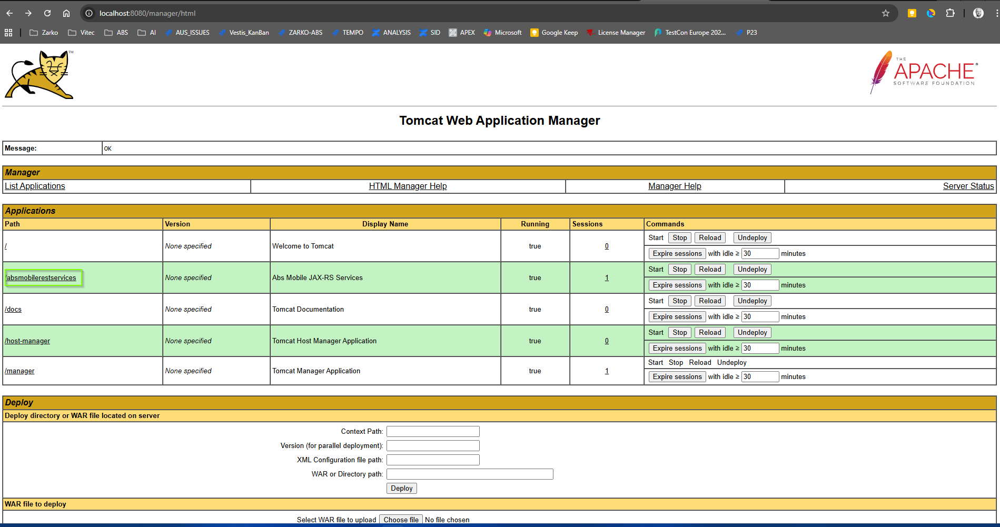 localhost:8080/manager/html
Zarko Vitec ABS AI AUS_ISSUES Vestis_KanBan ZARKO-ABS TEMPO ANALYSIS SID APEX Microsoft Google Keep License Manager TestCon Europe 202... P23
TM
THE
APACHE®
SOFTWARE FOUNDATION
Tomcat Web Application Manager
Message: OK
Manager
List Applications HTML Manager Help Manager Help Server Status
Applications
Path Version Display Name Running Sessions Commands
/ None specified Welcome to Tomcat true 0 Start Stop Reload Undeploy
Expire sessions with idle ≥ 30 minutes
/absmobilerestservices None specified Abs Mobile JAX-RS Services true 1 Start Stop Reload Undeploy
Expire sessions with idle ≥ 30 minutes
/docs None specified Tomcat Documentation true 0 Start Stop Reload Undeploy
Expire sessions with idle ≥ 30 minutes
/host-manager None specified Tomcat Host Manager Application true 0 Start Stop Reload Undeploy
Expire sessions with idle ≥ 30 minutes
/manager None specified Tomcat Manager Application true 1 Start Stop Reload Undeploy
Expire sessions with idle ≥ 30 minutes
Deploy
Deploy directory or WAR file located on server
Context Path:
Version (for parallel deployment):
XML Configuration file path:
WAR or Directory path:
Deploy
WAR file to deploy
Select WAR file to upload Choose file No file chosen